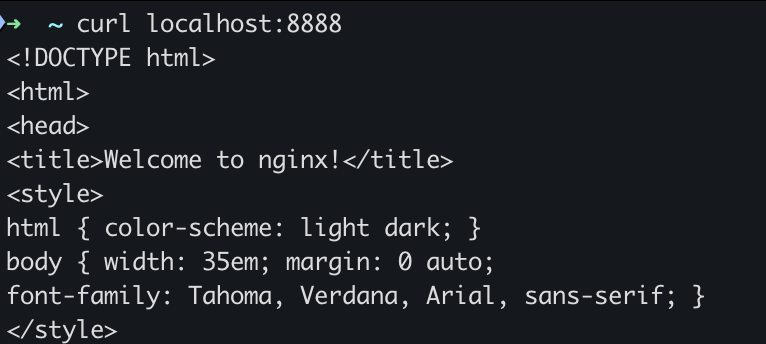 ➜  ~ curl localhost:8888
<!DOCTYPE html>
<html>
<head>
<title>Welcome to nginx!</title>
<style>
html { color-scheme: light dark; }
body { width: 35em; margin: 0 auto;
font-family: Tahoma, Verdana, Arial, sans-serif; }
</style>